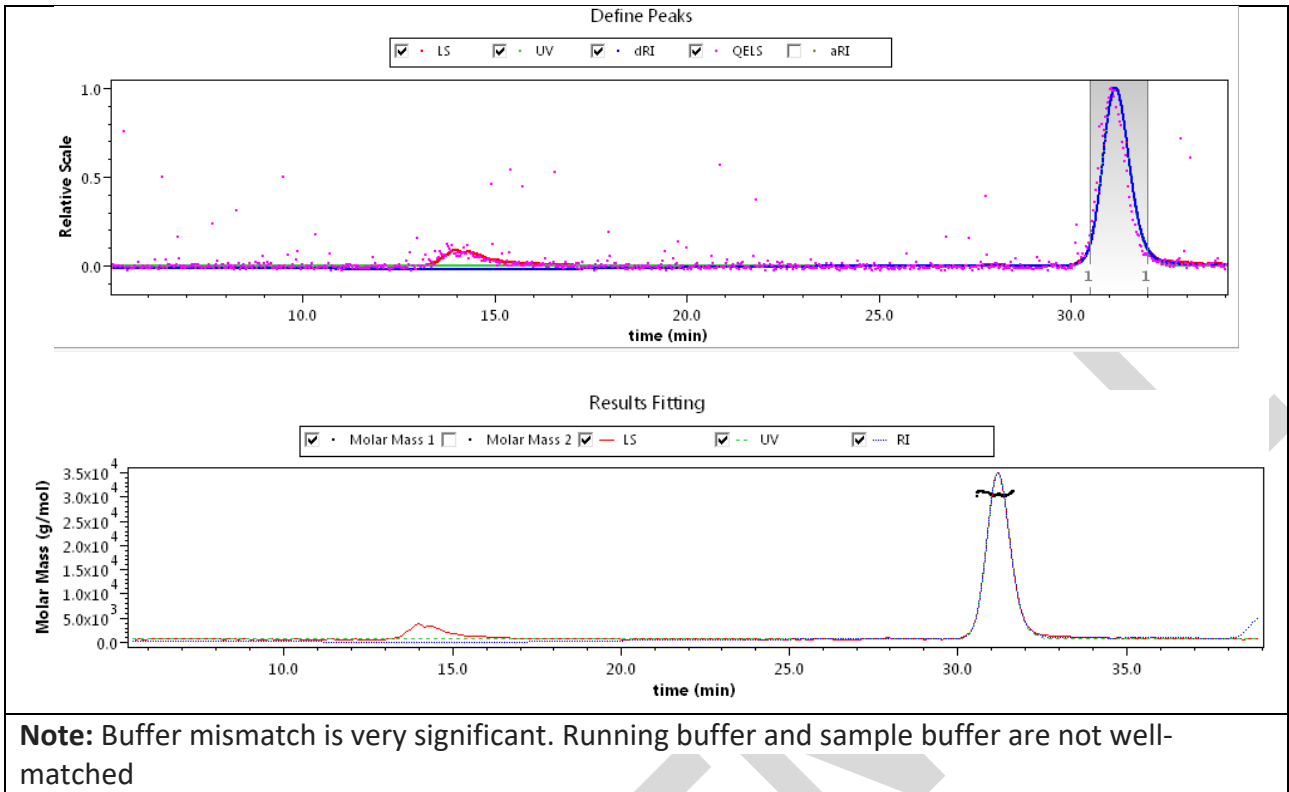 Define Peaks
LS UV dRI QELS aRI
1.0
0.5
0.0
Relative Scale
1 1
10.0 15.0 20.0 25.0 30.0
time (min)
Results Fitting
Molar Mass 1 Molar Mass 2 LS UV RI
3.5x10 4
3.0x10 4
2.5x10 4
2.0x10 4
1.5x10 4
1.0x10 4
5.0x10 3
0.0
Molar Mass (g/mol)
10.0 15.0 20.0 25.0 30.0 35.0
time (min)
Note: Buffer mismatch is very significant. Running buffer and sample buffer are not well-
matched